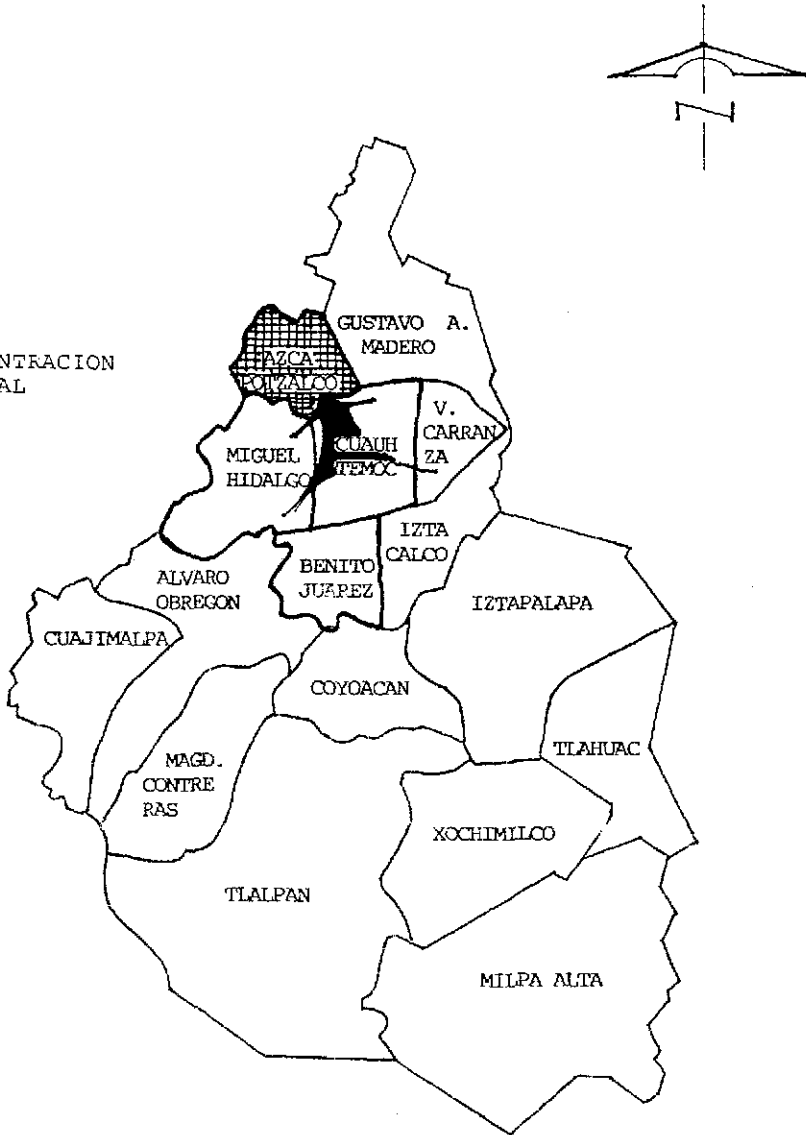 N
GUSTAVO A.
MADERO
NTRACION
AL
AZCA
POTZALCO
V.
CARRAN
ZA
CUAUH
TEMOC
MIGUEL
HIDALGO
IZTA
CALCO
BENITO
JUAREZ
ALVARO
OBREGON
IZTAPALAPA
CUAJIMALPA
COYOACAN
TLAHUAC
MAGD.
CONTRE
RAS
XOCHIMILCO
TLALPAN
MILPA ALTA